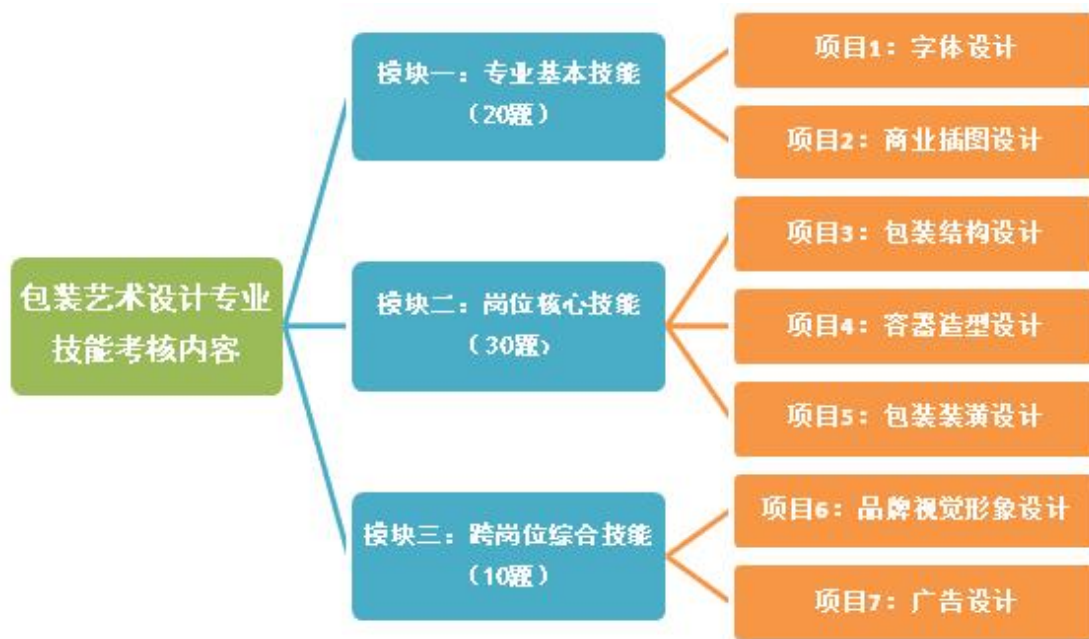 包装艺术设计专业
技能考核内容
模块一：专业基本技能
（20题）
项目1：字体设计
项目2：商业插图设计
模块二：岗位核心技能
（30题）
项目3：包装结构设计
项目4：容器造型设计
项目5：包装装潢设计
模块三：跨岗位综合技能
（10题）
项目6：品牌视觉形象设计
项目7：广告设计